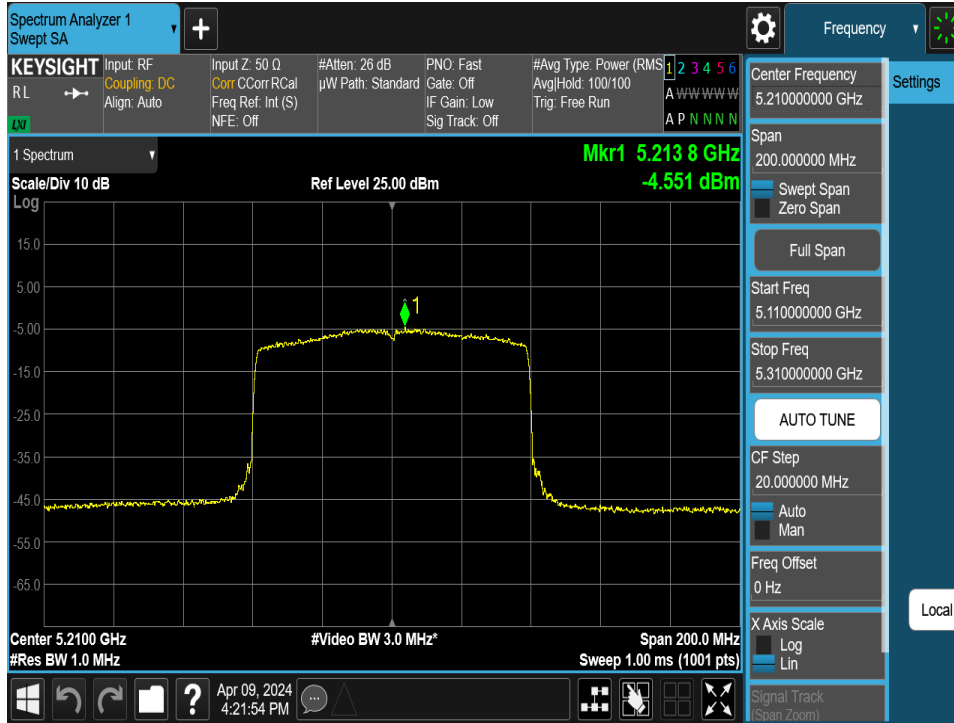 Spectrum Analyzer 1
Swept SA
+
Frequency
KEYSIGHT
RL
LXI
Input: RF
Coupling: DC
Align: Auto
Input Z: 50 Ω
Corr CCorr RCal
Freq Ref: Int (S)
NFE: Off
#Atten: 26 dB
µW Path: Standard
PNO: Fast
Gate: Off
IF Gain: Low
Sig Track: Off
#Avg Type: Power (RMS
Avg|Hold: 100/100
Trig: Free Run
1 2 3 4 5 6
A W W W W W
A P N N N N
1 Spectrum
Mkr1 5.213 8 GHz
Scale/Div 10 dB
Ref Level 25.00 dBm
-4.551 dBm
Log
15.0
5.00
1
-5.00
-15.0
-25.0
-35.0
-45.0
-55.0
-65.0
Center 5.2100 GHz
#Video BW 3.0 MHz*
Span 200.0 MHz
#Res BW 1.0 MHz
Sweep 1.00 ms (1001 pts)
Center Frequency
5.210000000 GHz
Span
200.000000 MHz
Swept Span
Zero Span
Full Span
Start Freq
5.110000000 GHz
Stop Freq
5.310000000 GHz
AUTO TUNE
CF Step
20.000000 MHz
Auto
Man
Freq Offset
0 Hz
X Axis Scale
Log
Lin
Signal Track
(Span Zoom)
Settings
Local
?
Apr 09, 2024
4:21:54 PM